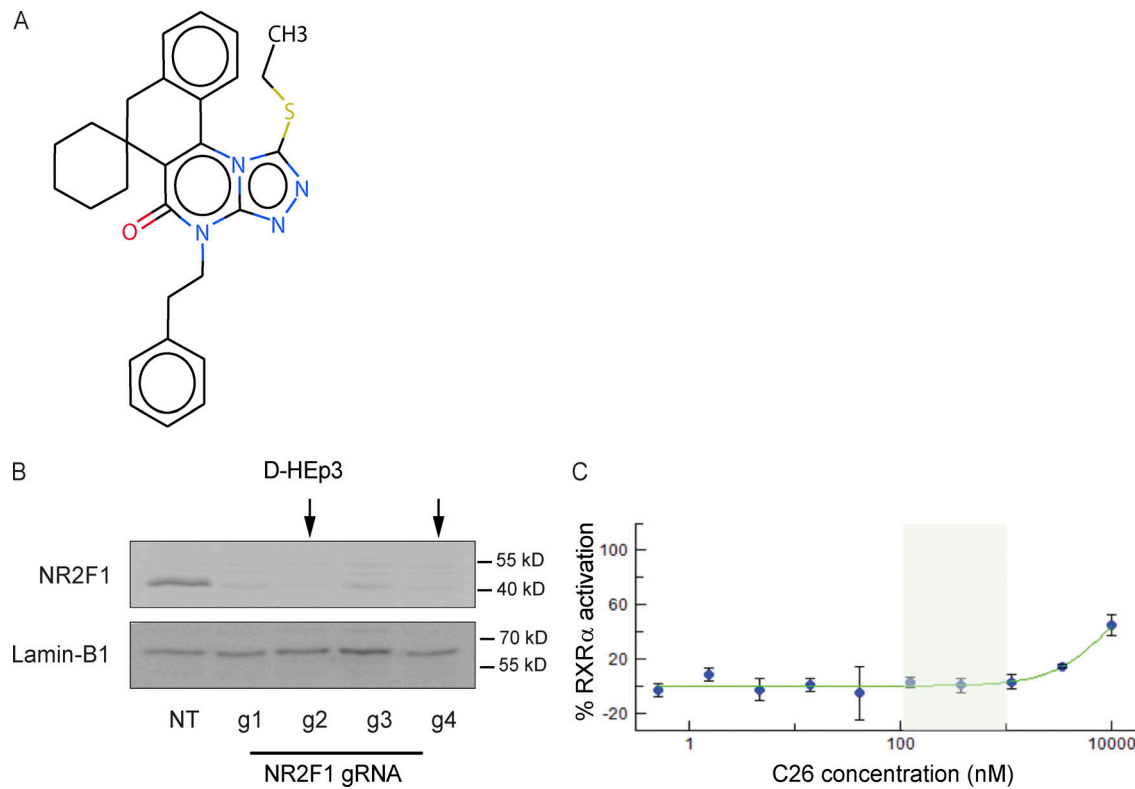 A
CH3
S
N
N
N
N
O
B
D-HEp3
NR2F1
55 kD
40 kD
Lamin-B1
70 kD
55 kD
NT g1 g2 g3 g4
NR2F1 gRNA
C
% RXRα activation
100
60
20
-20
1
100
10000
C26 concentration (nM)